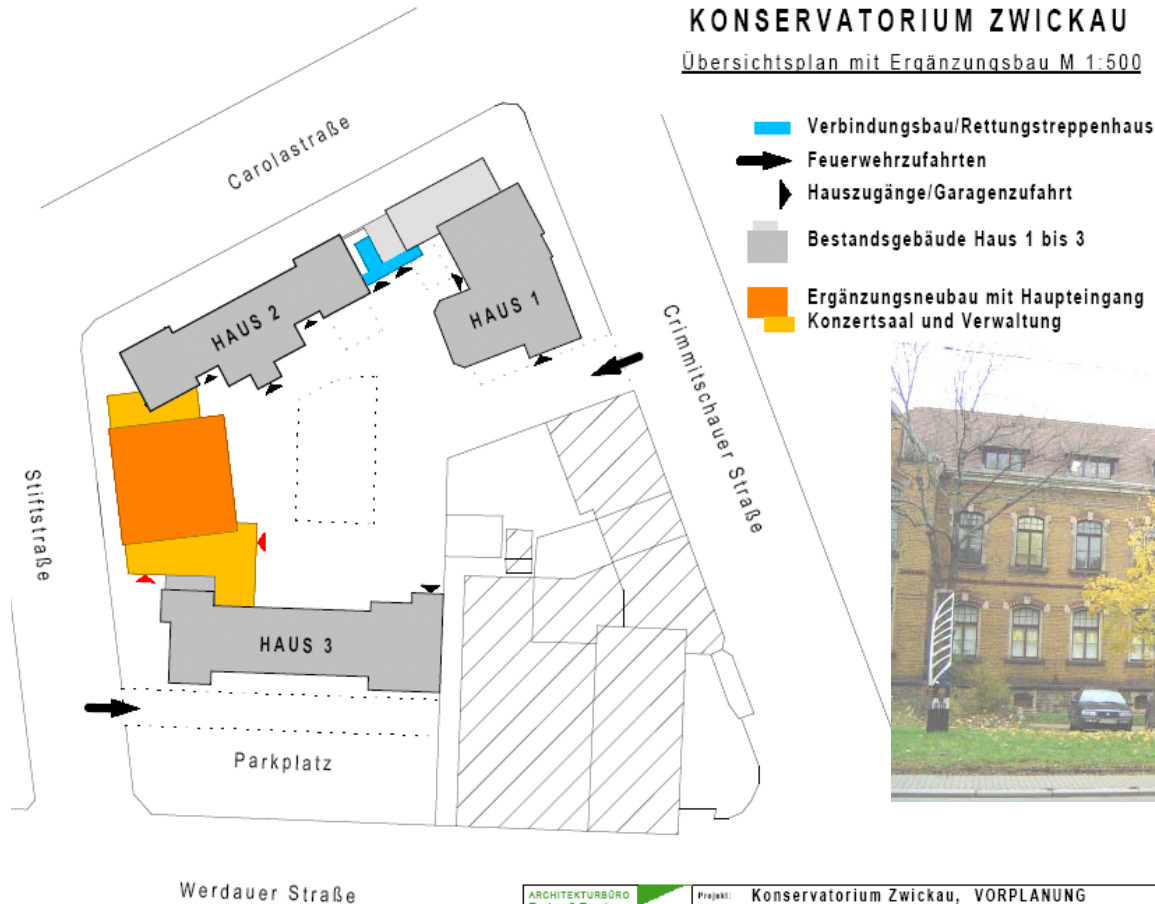 KONSERVATORIUM ZWICKAU
Übersichtsplan mit Ergänzungsbau M 1:500
Verbindungsbau/Rettungstreppenhaus
Feuerwehrzufahrten
Hauszugänge/Garagenzufahrt
Bestandsgebäude Haus 1 bis 3
Ergänzungsneubau mit Haupteingang
Konzertsaal und Verwaltung
Carolastraße
HAUS 2
HAUS 1
Crimmitschauer Straße
Stiftstraße
HAUS 3
Parkplatz
Werdauer Straße
ARCHITEKTURBÜRO
Projekt: Konservatorium Zwickau, VORPLANUNG